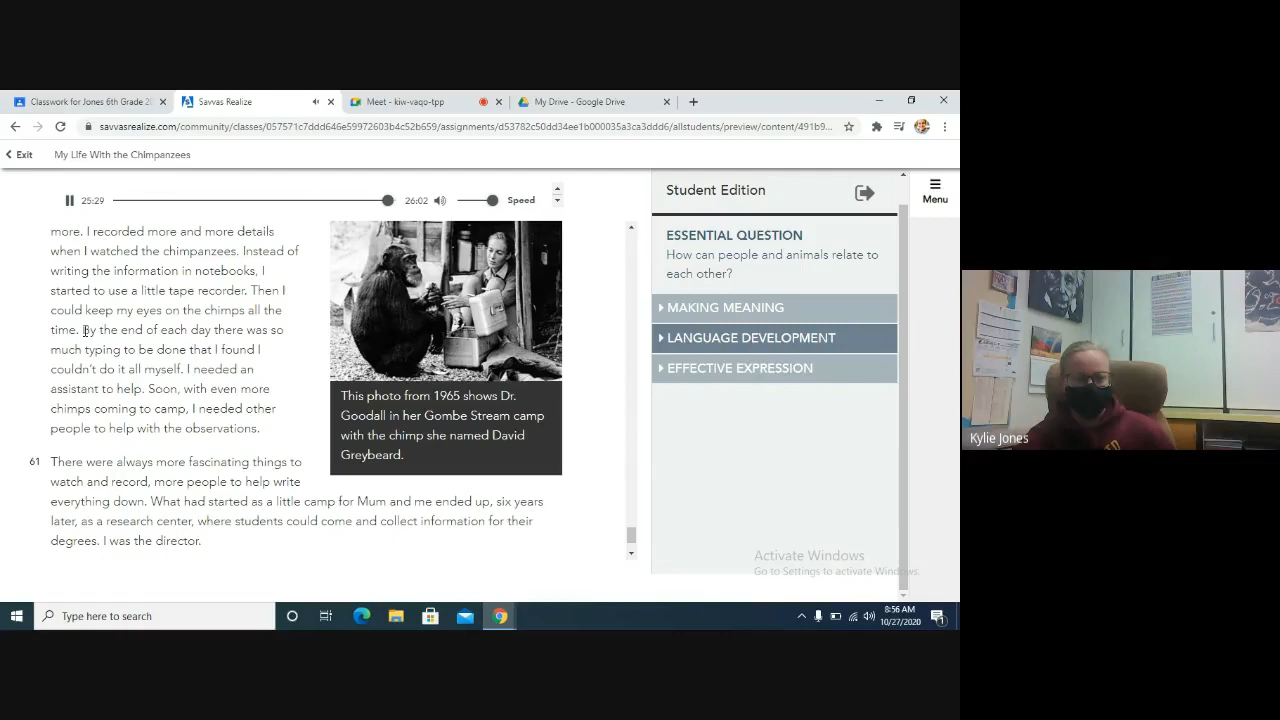 Classwork for Jones 6th Grade 2
Savvas Realize
Meet - kiw-vaqo-tpp
My Drive - Google Drive
savvasrealize.com/community/classes/057571c7ddd646e59972603b4c52b659/assignments/d53782c50dd34ee1b000035a3ca3ddd6/allstudents/preview/content/491b9...
Exit
My Life With the Chimpanzees
25:29
26:02
Speed
more. I recorded more and more details
when I watched the chimpanzees. Instead of
writing the information in notebooks, I
started to use a little tape recorder. Then I
could keep my eyes on the chimps all the
time. By the end of each day there was so
much typing to be done that I found I
couldn't do it all myself. I needed an
assistant to help. Soon, with even more
chimps coming to camp, I needed other
people to help with the observations.
This photo from 1965 shows Dr.
Goodall in her Gombe Stream camp
with the chimp she named David
Greybeard.
61
There were always more fascinating things to
watch and record, more people to help write
everything down. What had started as a little camp for Mum and me ended up, six years
later, as a research center, where students could come and collect information for their
degrees. I was the director.
Student Edition
ESSENTIAL QUESTION
How can people and animals relate to
each other?
MAKING MEANING
LANGUAGE DEVELOPMENT
EFFECTIVE EXPRESSION
Menu
Activate Windows
Go to Settings to activate Windows.
Type here to search
8:56 AM
10/27/2020
1
Kylie Jones